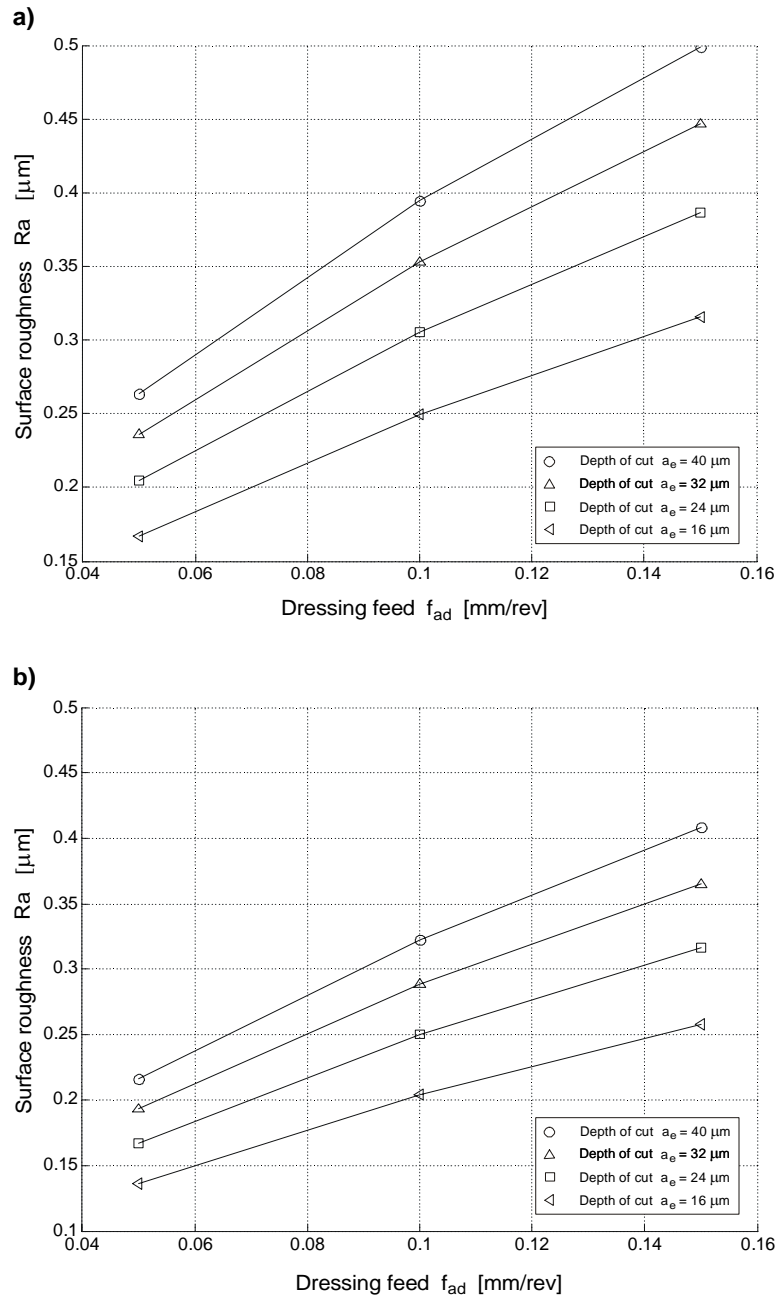 a)
0.5
0.45
0.4
0.35
0.3
0.25
0.2
0.15
Surface roughness Ra [μm]
Depth of cut a_e = 40 μm
Depth of cut a_e = 32 μm
Depth of cut a_e = 24 μm
Depth of cut a_e = 16 μm
0.04 0.06 0.08 0.1 0.12 0.14 0.16
Dressing feed f_ad [mm/rev]
b)
0.5
0.45
0.4
0.35
0.3
0.25
0.2
0.15
0.1
Surface roughness Ra [μm]
Depth of cut a_e = 40 μm
Depth of cut a_e = 32 μm
Depth of cut a_e = 24 μm
Depth of cut a_e = 16 μm
0.04 0.06 0.08 0.1 0.12 0.14 0.16
Dressing feed f_ad [mm/rev]